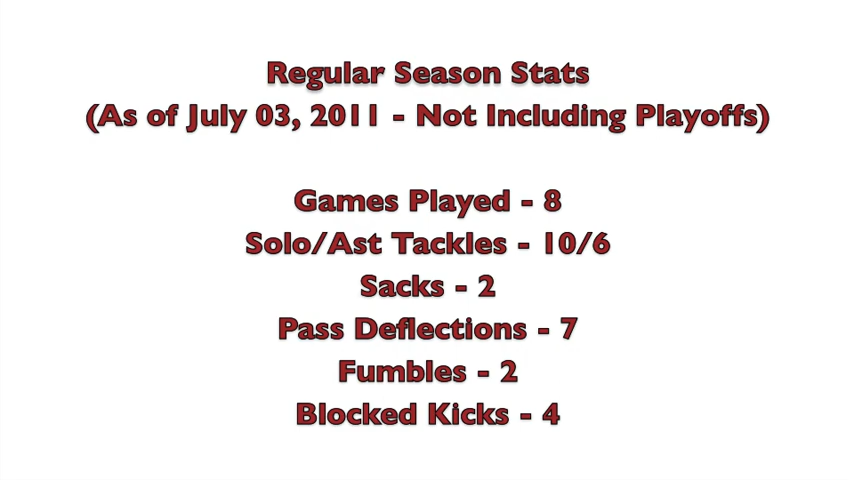 Regular Season Stats
(As of July 03, 2011 - Not Including Playoffs)
Games Played - 8
Solo/Ast Tackles - 10/6
Sacks - 2
Pass Deflections - 7
Fumbles - 2
Blocked Kicks - 4